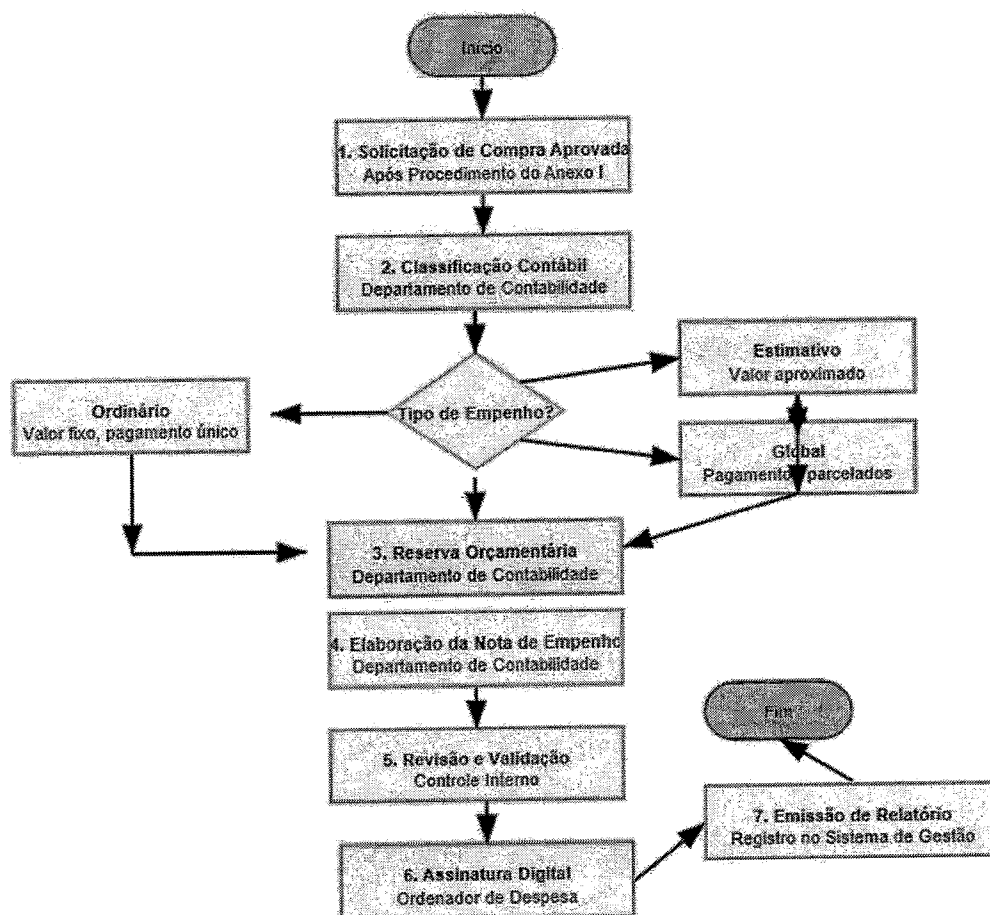 Início
1. Solicitação de Compra Aprovada
Após Procedimento do Anexo I
2. Classificação Contábil
Departamento de Contabilidade
Tipo de Empenho?
Estimativo
Valor aproximado
Ordinário
Valor fixo, pagamento único
Global
Pagamentos parcelados
3. Reserva Orçamentária
Departamento de Contabilidade
4. Elaboração da Nota de Empenho
Departamento de Contabilidade
5. Revisão e Validação
Controle Interno
6. Assinatura Digital
Ordenador de Despesa
7. Emissão de Relatório
Registro no Sistema de Gestão
Fim